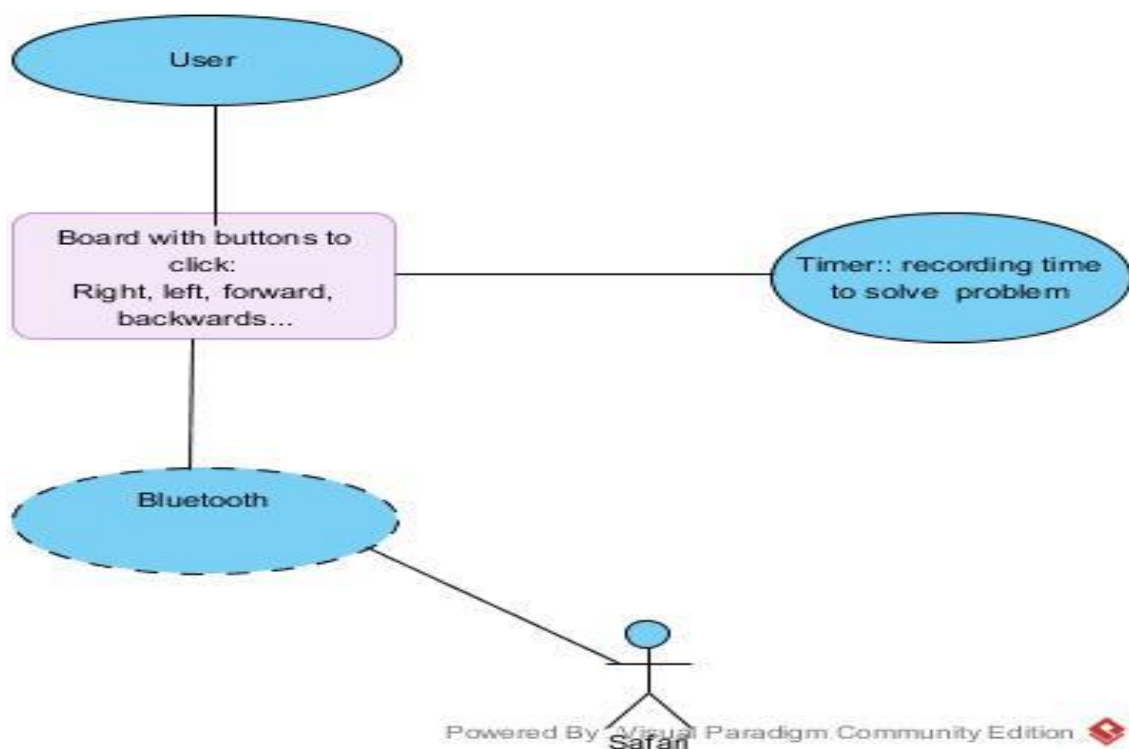 User
Board with buttons to
click:
Right, left, forward,
backwards...
Timer:: recording time
to solve problem
Bluetooth
Safari
Powered By Visual Paradigm Community Edition